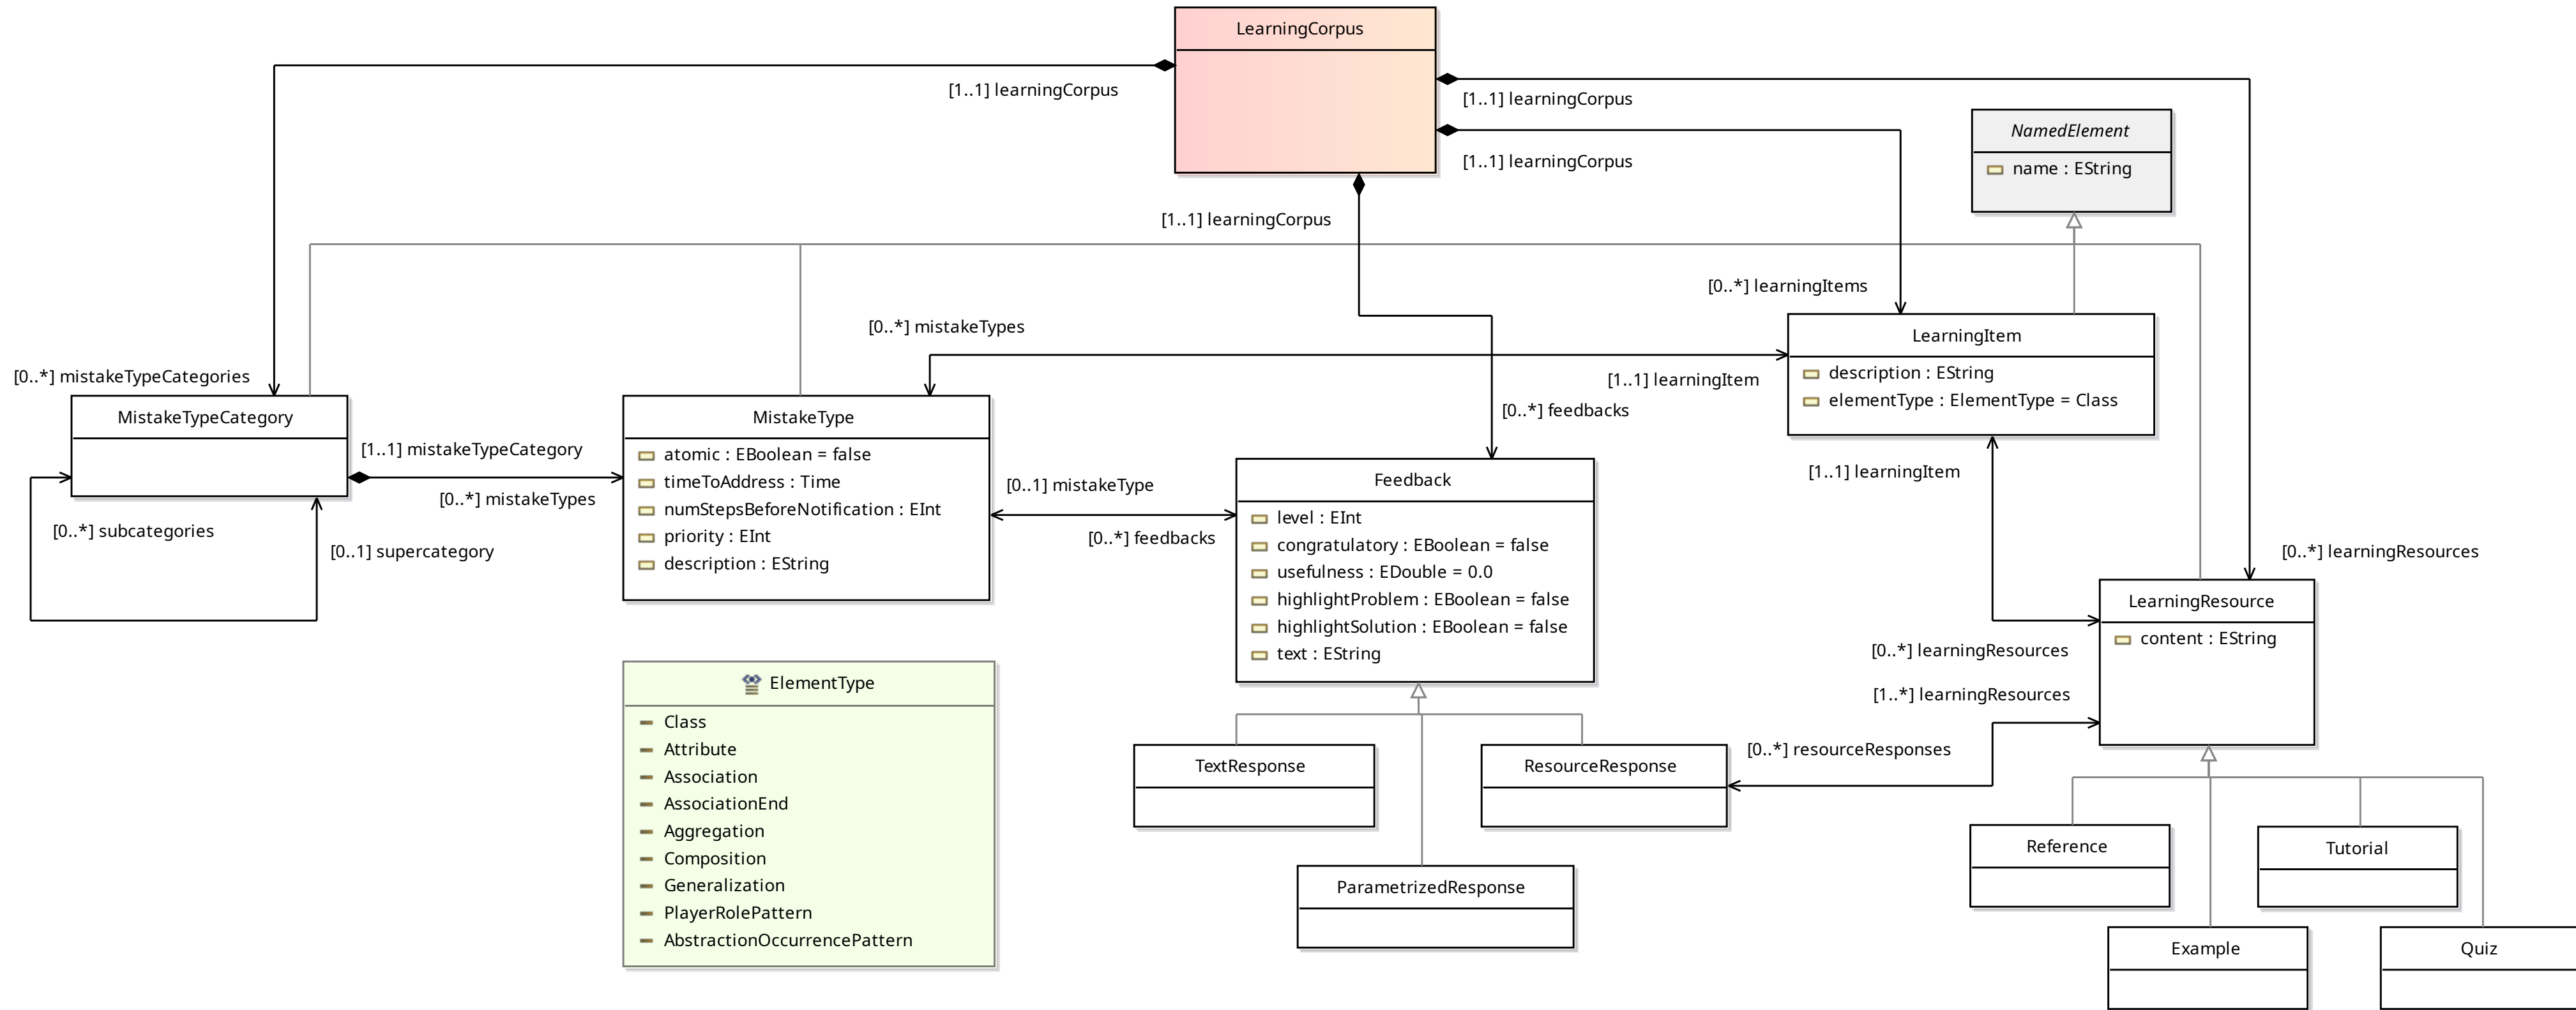 LearningCorpus
[1..1] learningCorpus
[1..1] learningCorpus
[1..1] learningCorpus
[1..1] learningCorpus
NamedElement
name : EString
[0..*] learningItems
[0..*] mistakeTypes
[1..1] learningItem
[0..*] feedbacks
[0..*] mistakeTypeCategories
LearningItem
description : EString
elementType : ElementType = Class
MistakeTypeCategory
[1..1] mistakeTypeCategory
[0..*] mistakeTypes
[0..*] subcategories
[0..1] supercategory
MistakeType
atomic : EBoolean = false
timeToAddress : Time
numStepsBeforeNotification : EInt
priority : EInt
description : EString
[0..1] mistakeType
[0..*] feedbacks
Feedback
level : EInt
congratulatory : EBoolean = false
usefulness : EDouble = 0.0
highlightProblem : EBoolean = false
highlightSolution : EBoolean = false
text : EString
[1..1] learningItem
[0..*] learningResources
[0..*] learningResources
[1..*] learningResources
[0..*] resourceResponses
LearningResource
content : EString
ElementType
Class
Attribute
Association
AssociationEnd
Aggregation
Composition
Generalization
PlayerRolePattern
AbstractionOccurrencePattern
TextResponse
ResourceResponse
ParametrizedResponse
Reference
Tutorial
Example
Quiz